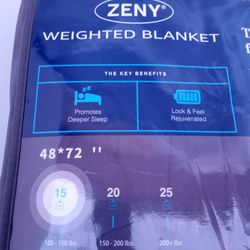 ZENY®
WEIGHTED BLANKET
THE KEY BENEFITS
Promotes
Deeper Sleep
Look & Feel
Rejuvenated
48*72 ''
15 20 25
100 - 150 lbs 150 - 200 lbs 200+ lbs